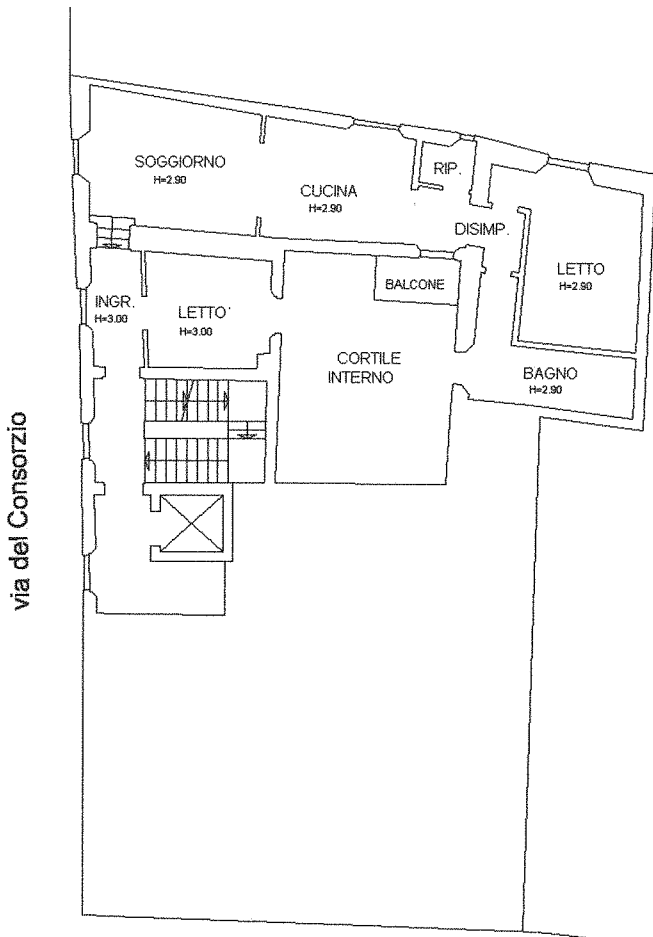 SOGGIORNO
H=2.90
CUCINA
H=2.90
RIP.
DISIMP.
LETTO
H=2.90
BALCONE
INGR.
H=3.00
LETTO
H=3.00
CORTILE
INTERNO
BAGNO
H=2.90
via del Consorzio